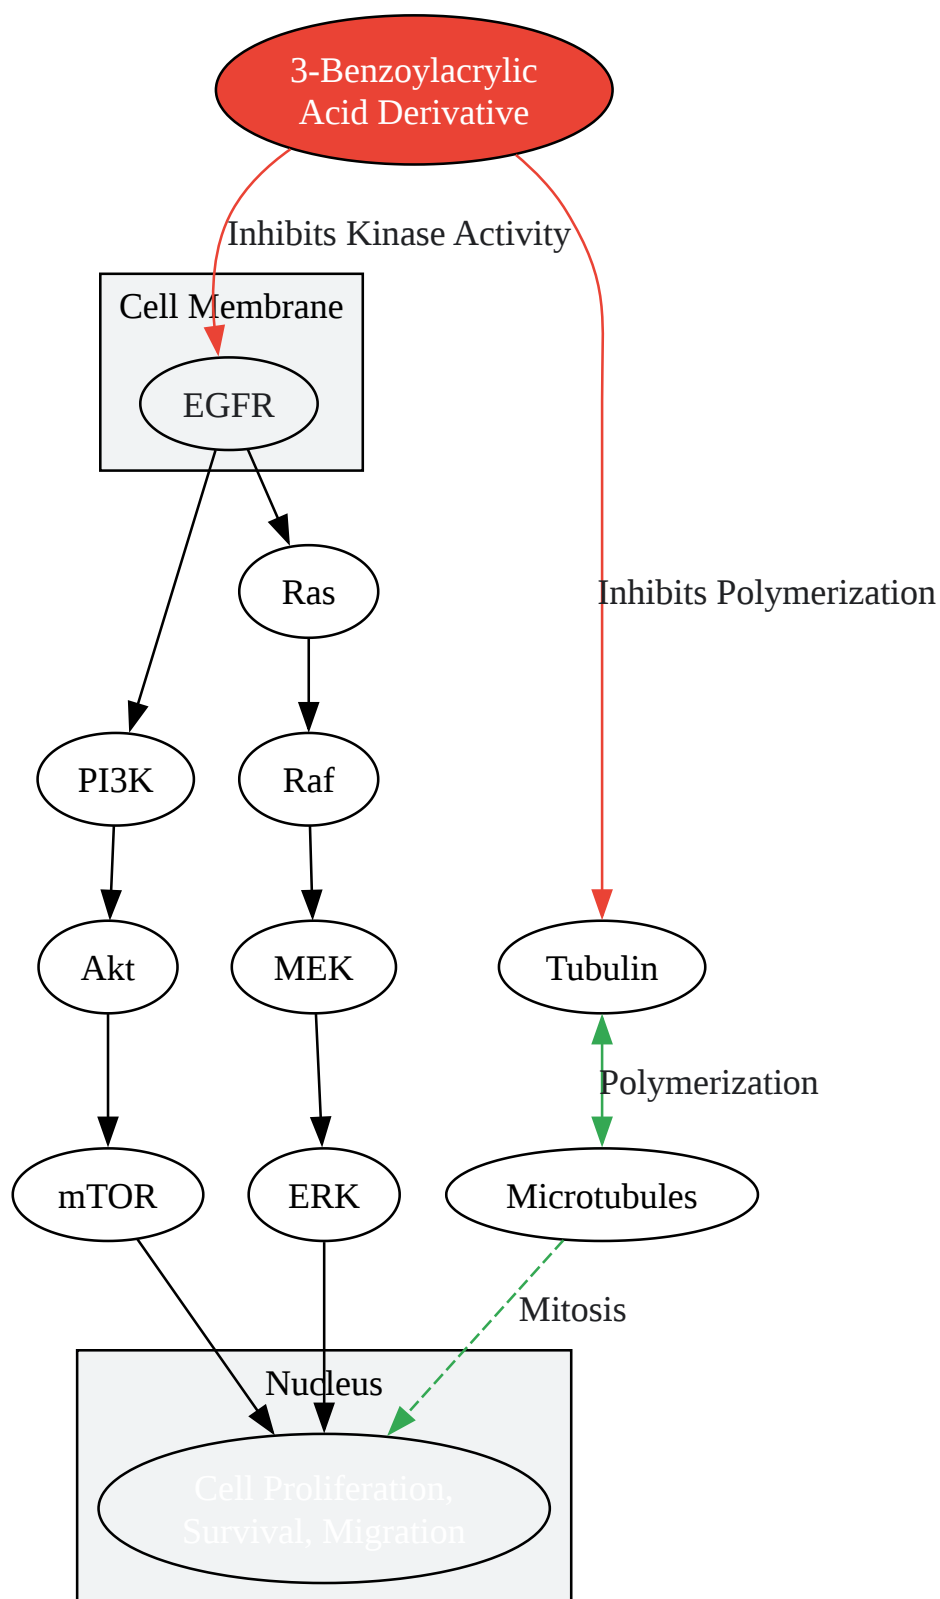 3-Benzoylacrylic
Acid Derivative
Inhibits Kinase Activity
Cell Membrane
EGFR
Ras
Inhibits Polymerization
PI3K
Raf
Akt
MEK
Tubulin
Polymerization
mTOR
ERK
Microtubules
Mitosis
Nucleus
Cell Proliferation,
Survival, Migration